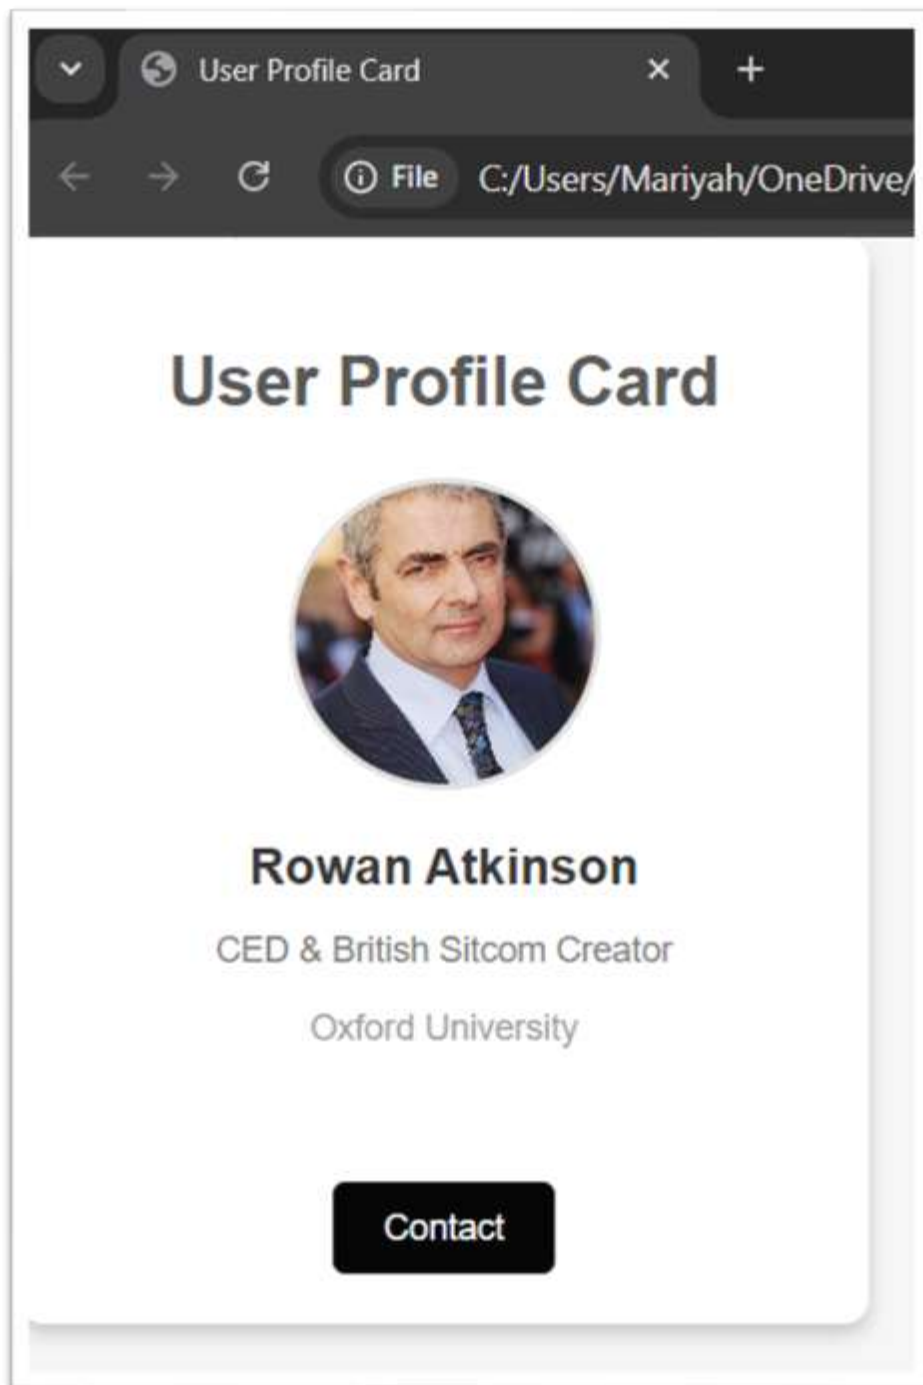 User Profile Card
File C:/Users/Mariyah/OneDrive/
User Profile Card
Rowan Atkinson
CED & British Sitcom Creator
Oxford University
Contact